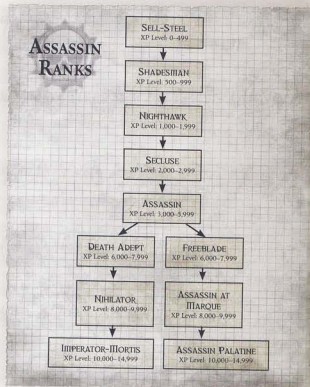 ASSASSIN
RANKS
SELL-STEEL
XP Level: 0–499
SHADESMAN
XP Level: 500–999
NIGHTHAWK
XP Level: 1,000–1,999
SECLUSE
XP Level: 2,000–2,999
ASSASSIN
XP Level: 3,000–5,999
DEATH ADEPT
XP Level: 6,000–7,999
FREEBLADE
XP Level: 6,000–7,999
NIHILATOR
XP Level: 8,000–9,999
ASSASSIN AT
MARQUE
XP Level: 8,000–9,999
IMPERATOR-MORTIS
XP Level: 10,000–14,999
ASSASSIN PALATINE
XP Level: 10,000–14,999